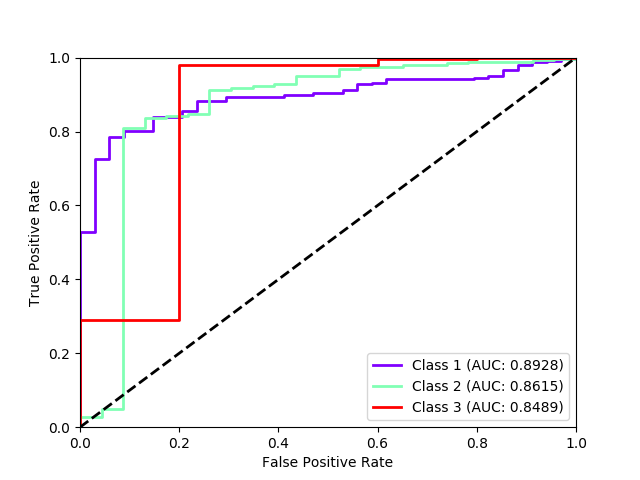 1.0
0.8
0.6
0.4
0.2
0.0
True Positive Rate
0.0 0.2 0.4 0.6 0.8 1.0
False Positive Rate
Class 1 (AUC: 0.8928)
Class 2 (AUC: 0.8615)
Class 3 (AUC: 0.8489)